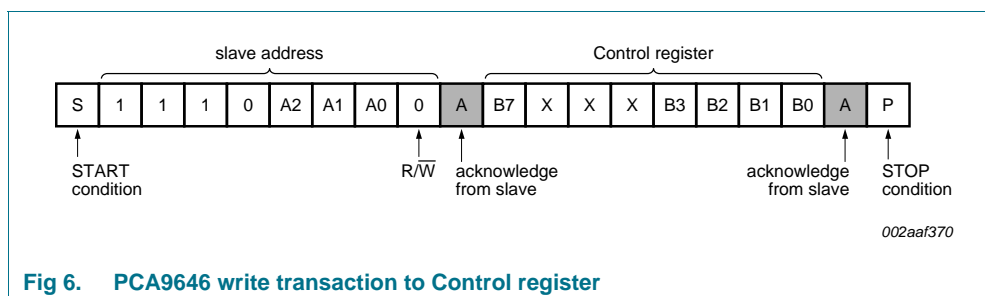 slave address Control register
S 1 1 1 0 A2 A1 A0 0 A B7 X X X B3 B2 B1 B0 A P
START condition R/W̅ acknowledge from slave acknowledge from slave STOP condition
002aaf370
Fig 6. PCA9646 write transaction to Control register